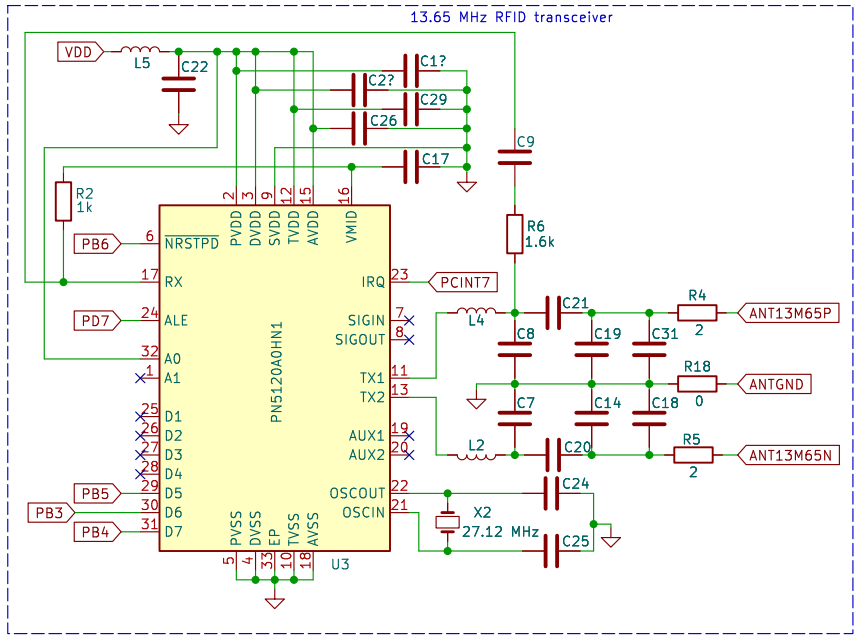 13.65 MHz RFID transceiver
VDD
L5
C22
C1?
C2?
C29
C26
C17
C9
R2
1k
R6
1.6k
2
3
9
12
15
16
PVDD
DVDD
SVDD
TVDD
AVDD
VMID
PB6
6
NRSTPD
17
RX
IRQ
23
PCINT7
PD7
24
ALE
SIGIN
7
SIGOUT
8
32
A0
1
A1
TX1
11
TX2
13
PN5120A0HN1
25
D1
26
D2
27
D3
28
D4
AUX1
19
AUX2
20
PB5
29
D5
PB3
30
D6
PB4
31
D7
OSCOUT
22
OSCIN
21
PVSS
DVSS
EP
TVSS
AVSS
5
4
33
10
18
U3
L4
C21
R4
2
ANT13M65P
C8
C19
C31
R18
0
ANTGND
C7
C14
C18
L2
C20
R5
2
ANT13M65N
C24
X2
27.12 MHz
C25